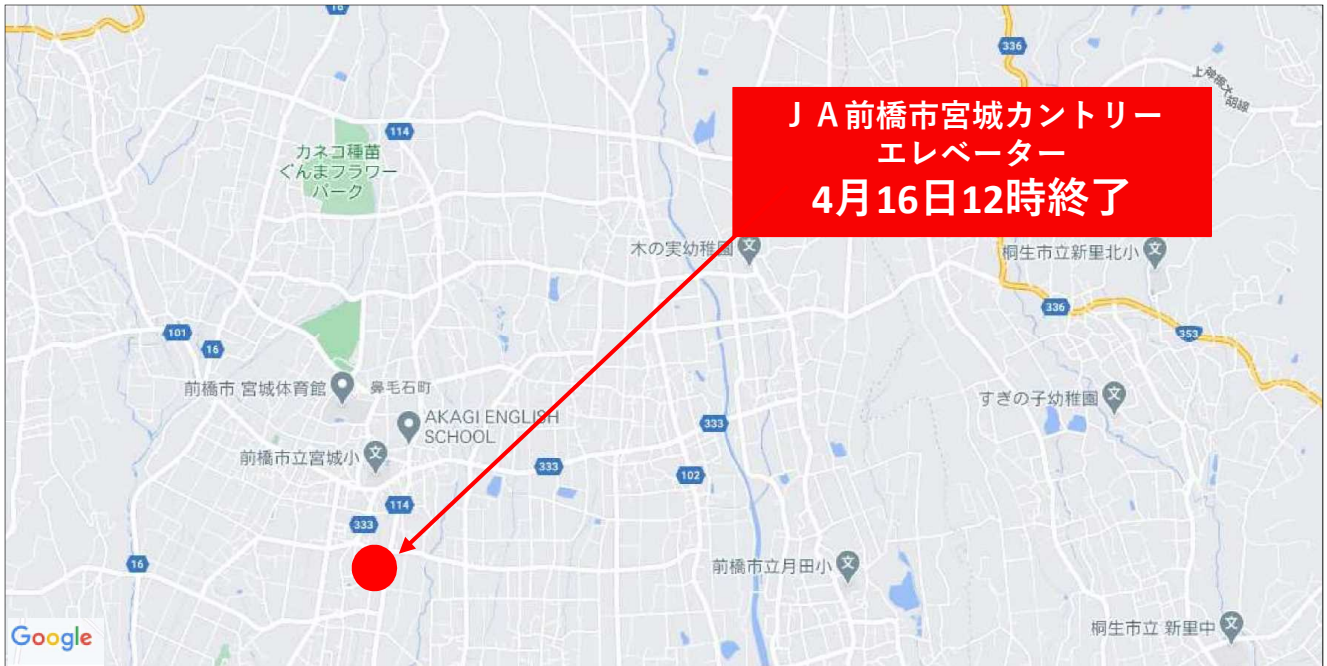 16
336
上神梅大胡線
114
カネコ種苗
ぐんまフラワー
パーク
ＪＡ前橋市宮城カントリー
エレベーター
4月16日12時終了
木の実幼稚園
文
桐生市立新里北小
文
336
353
101
16
前橋市 宮城体育館
鼻毛石町
すぎの子幼稚園
文
AKAGI ENGLISH
SCHOOL
333
前橋市立宮城小
文
333
102
114
333
16
前橋市立月田小
文
桐生市立 新里中
文
Google